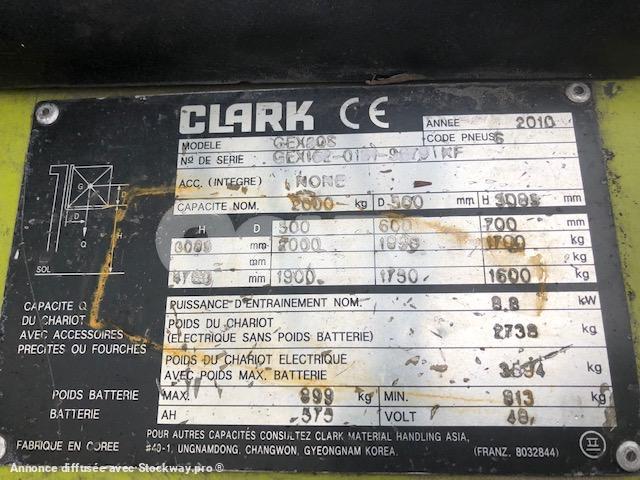 CLARK CE
ANNEE 2010
MODELE CODE PNEUS 6
Nº DE SERIE
ACC. (INTEGRE) NONE
CAPACITE NOM. 2000 kg D 500 mm H mm
G
D
Q
H
SOL
H D 500 600 700
mm 2000 kg
mm kg
mm 1900 1750 1600 kg
CAPACITE Q
DU CHARIOT
AVEC ACCESSOIRES
PRECITES OU FOURCHES
PUISSANCE D'ENTRAINEMENT NOM. kW
POIDS DU CHARIOT
(ELECTRIQUE SANS POIDS BATTERIE) 2738 kg
POIDS DU CHARIOT ELECTRIQUE
AVEC POIDS MAX. BATTERIE kg
POIDS BATTERIE MAX. kg MIN. kg
BATTERIE AH 575 VOLT 48
FABRIQUE EN COREE
POUR AUTRES CAPACITÉS CONSULTEZ CLARK MATERIAL HANDLING ASIA,
#40-1, UNGNAMDONG, CHANGWON, GYEONGNAM KOREA. (FRANZ. 8032844)
Annonce diffusée avec Stockway.pro ®